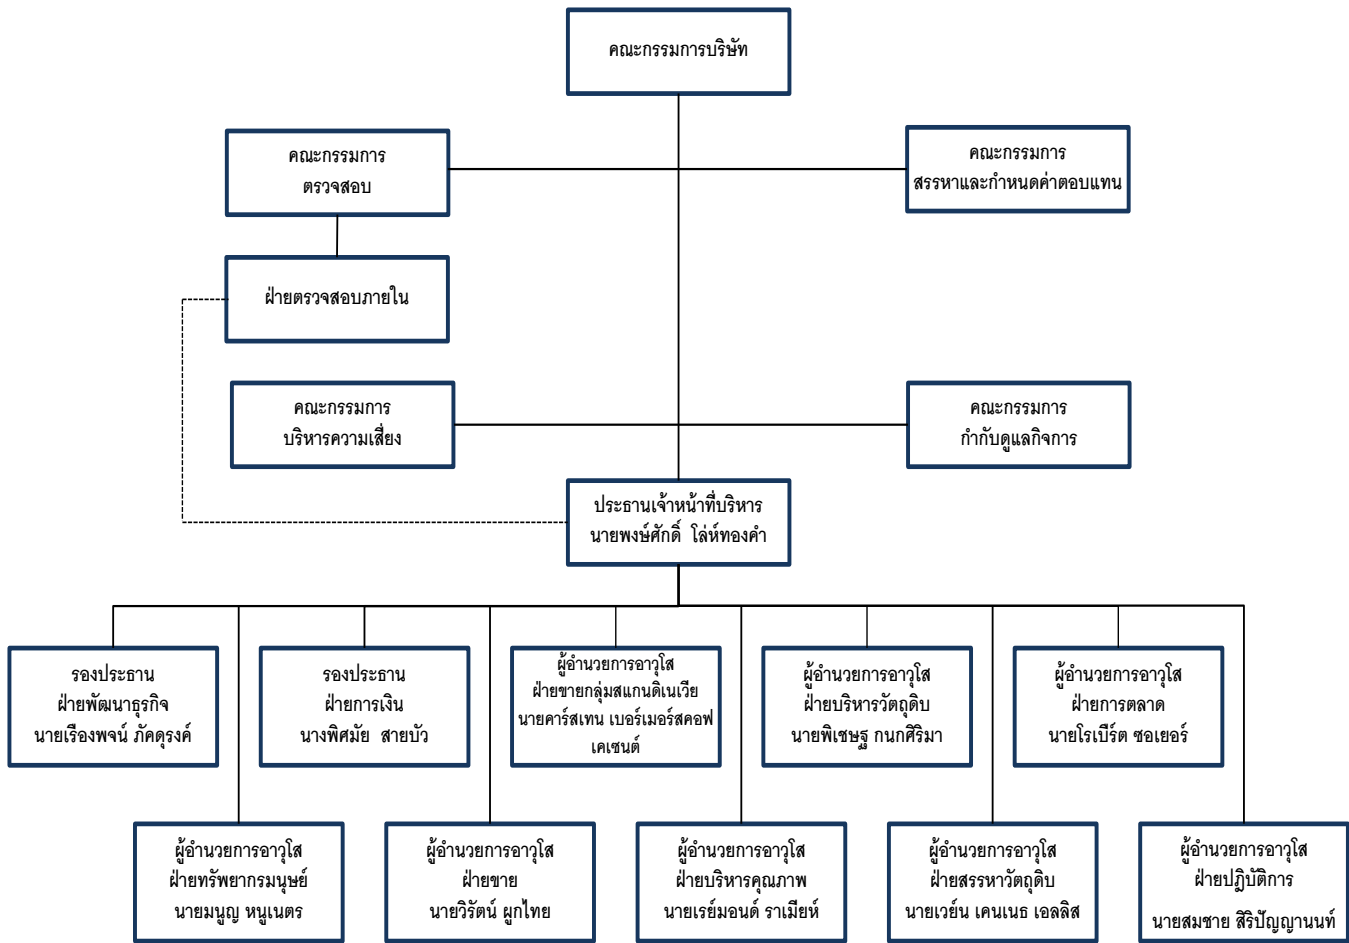 คณะกรรมการบริษัท
คณะกรรมการ
ตรวจสอบ
คณะกรรมการ
สรรหาและกำหนดค่าตอบแทน
ฝ่ายตรวจสอบภายใน
คณะกรรมการ
บริหารความเสี่ยง
คณะกรรมการ
กำกับดูแลกิจการ
ประธานเจ้าหน้าที่บริหาร
นายพงษ์ศักดิ์ โล่ห์ทองคำ
รองประธาน
ฝ่ายพัฒนาธุรกิจ
นายเรืองพจน์ ภัคดุรงค์
รองประธาน
ฝ่ายการเงิน
นางพิศมัย สายบัว
ผู้อำนวยการอาวุโส
ฝ่ายขายกลุ่มสแกนดิเนเวีย
นายคาร์สเทน เบอร์เมอร์สคอฟ
เคเซนต์
ผู้อำนวยการอาวุโส
ฝ่ายบริหารวัตถุดิบ
นายพิเชษฐ กนกศิริมา
ผู้อำนวยการอาวุโส
ฝ่ายการตลาด
นายโรเบิร์ต ซอเยอร์
ผู้อำนวยการอาวุโส
ฝ่ายทรัพยากรมนุษย์
นายมนูญ หนูเนตร
ผู้อำนวยการอาวุโส
ฝ่ายขาย
นายวิรัตน์ ผูกไทย
ผู้อำนวยการอาวุโส
ฝ่ายบริหารคุณภาพ
นายเรย์มอนด์ ราเมียห์
ผู้อำนวยการอาวุโส
ฝ่ายสรรหาวัตถุดิบ
นายเวย์น เคนเนธ เอลลิส
ผู้อำนวยการอาวุโส
ฝ่ายปฏิบัติการ
นายสมชาย สิริปัญญานนท์